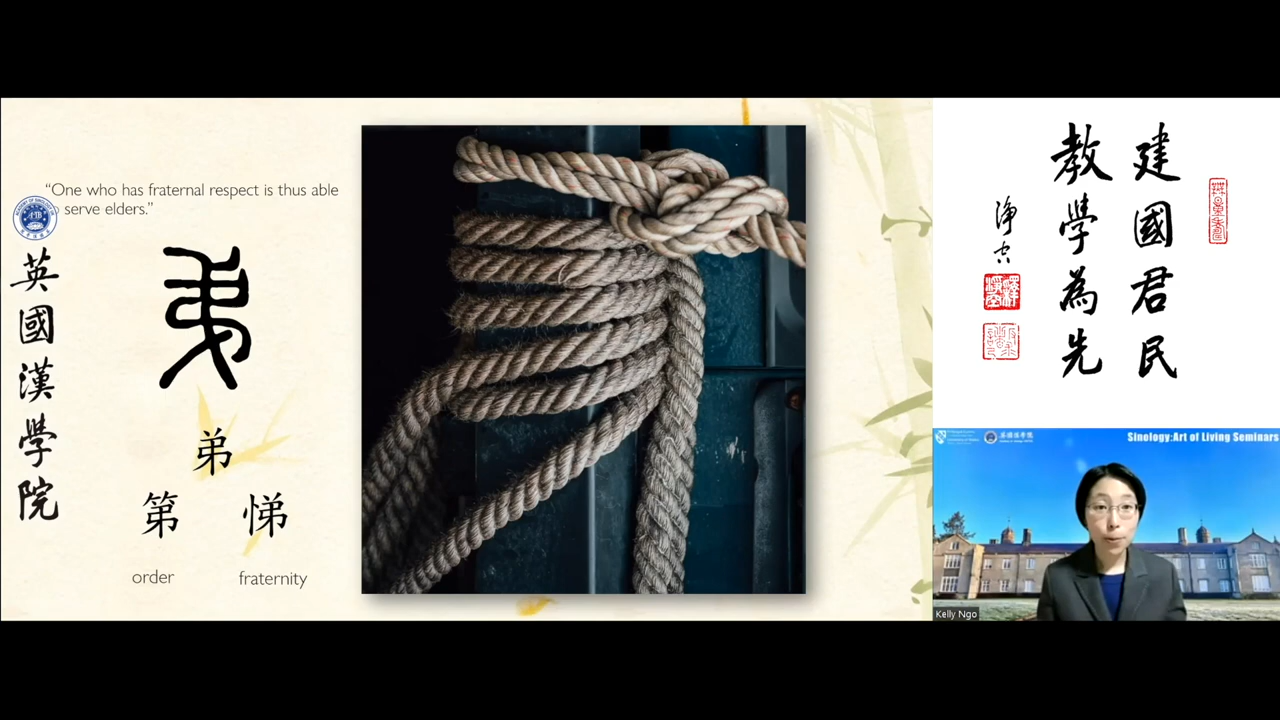 “One who has fraternal respect is thus able
serve elders.”
英國漢學院
弟
弟
第
悌
order
fraternity
建國君民
教學為先
淨空
Sinology:Art of Living Seminars
Kelly Ngo